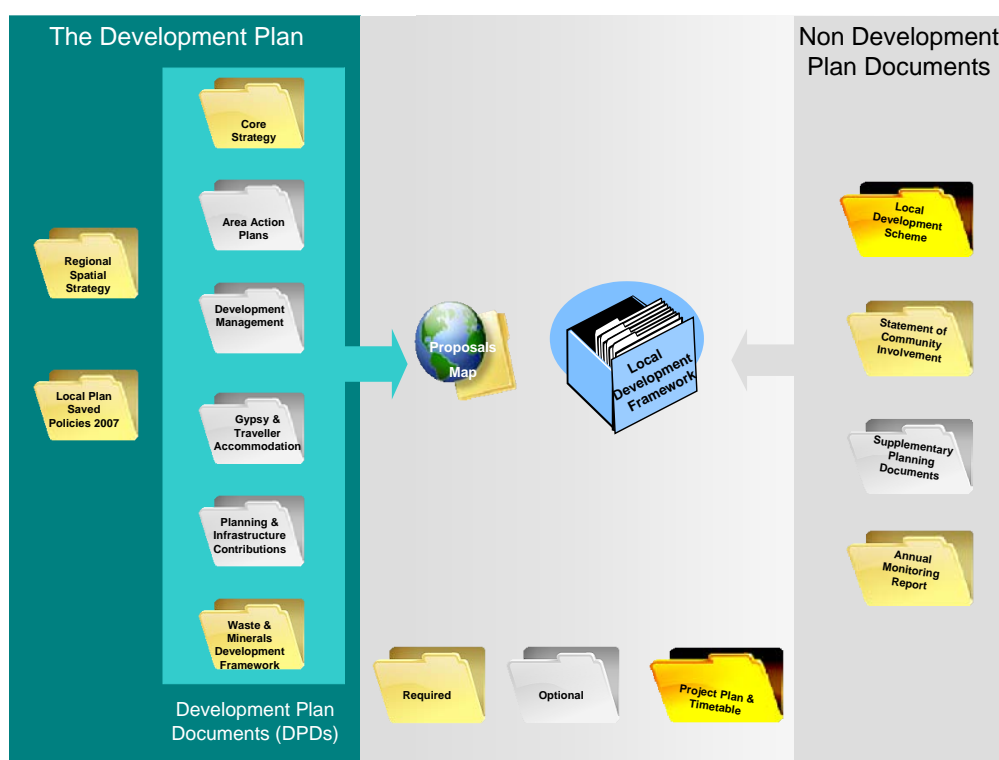 The Development Plan
Non Development
Plan Documents
Core
Strategy
Area Action
Plans
Development
Management
Gypsy &
Traveller
Accommodation
Planning &
Infrastructure
Contributions
Waste &
Minerals
Development
Framework
Development Plan
Documents (DPDs)
Regional
Spatial
Strategy
Local Plan
Saved
Policies 2007
Proposals
Map
Local
Development
Framework
Local
Development
Scheme
Statement of
Community
Involvement
Supplementary
Planning
Documents
Annual
Monitoring
Report
Required
Optional
Project Plan &
Timetable